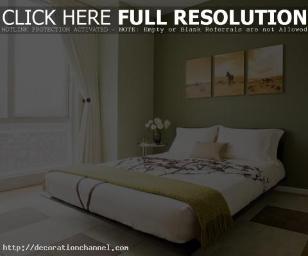 CLICK HERE FULL RESOLUTION
HOTLINK PROTECTION ACTIVATED - NOTE: Empty or Blank Referrals are not Allowed
http://decorationchannel.com